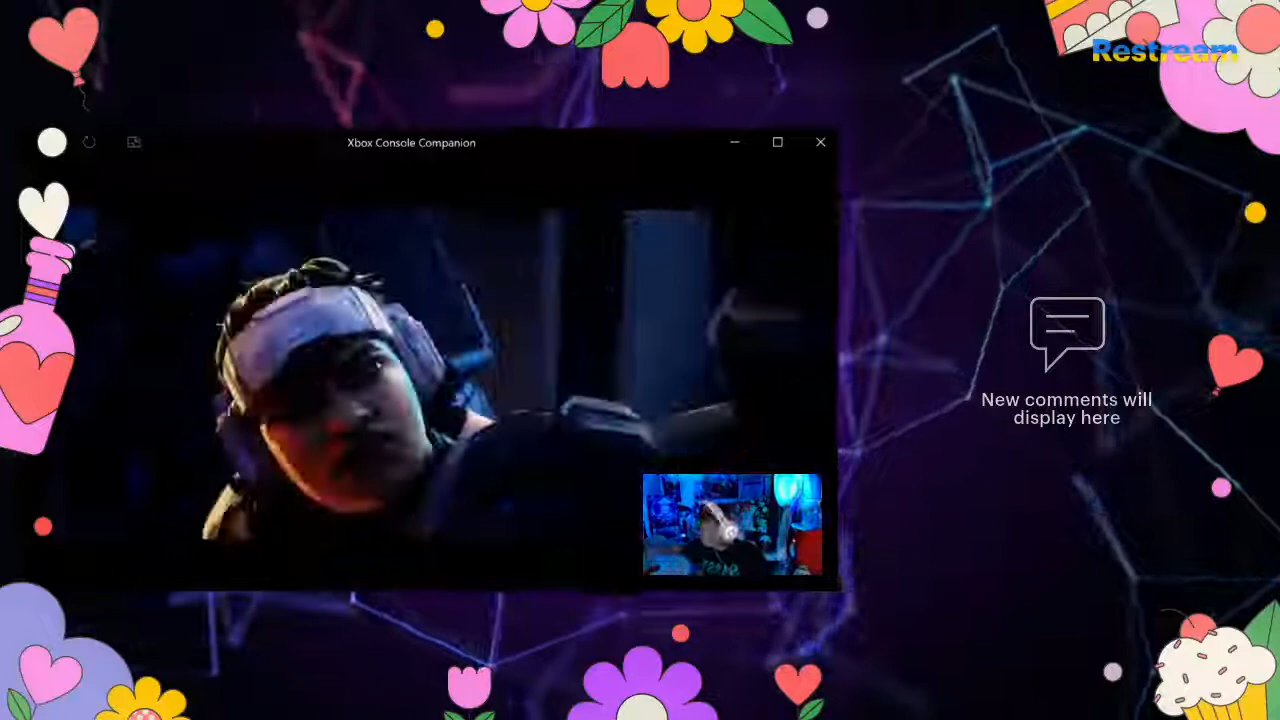 Restream
Xbox Console Companion
New comments will
display here